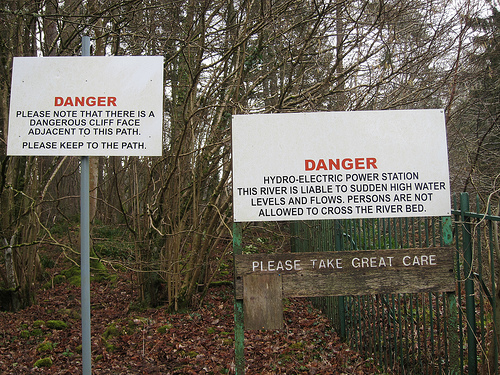 DANGER
PLEASE NOTE THAT THERE IS A
DANGEROUS CLIFF FACE
ADJACENT TO THIS PATH.
PLEASE KEEP TO THE PATH.
DANGER
HYDRO-ELECTRIC POWER STATION
THIS RIVER IS LIABLE TO SUDDEN HIGH WATER
LEVELS AND FLOWS. PERSONS ARE NOT
ALLOWED TO CROSS THE RIVER BED.
PLEASE TAKE GREAT CARE